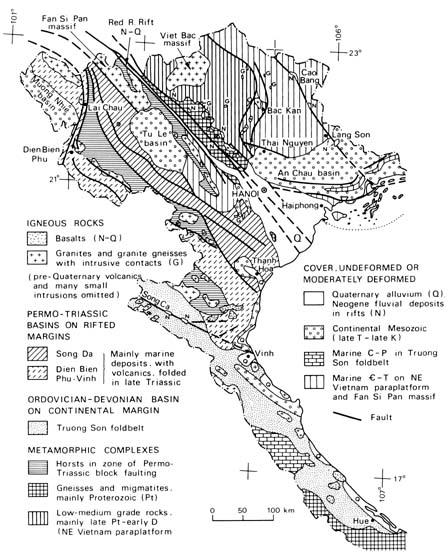 101°
Fan Si Pan
massif
Red R. Rift
N-Q
Viet Bac
massif
106°
23°
Muong Nhie
basin
Lai Chau
"Tu Le"
basin"
Cao
Bang
Bac Kan
Lang Son
Thai Nguyen
An Chau basin
Dien Bien
Phu
21°
HANOI
Haiphong
Q
Thanh
Hoa
Song Ca
Vinh
Hue
107°
17°
IGNEOUS ROCKS
Basalts (N-Q)
Granites and granite gneisses
with intrusive contacts (G)
(pre-Quaternary volcanics
and many small
intrusions omitted)
PERMO-TRIASSIC
BASINS ON RIFTED
MARGINS
Song Da
Dien Bien
Phu-Vinh
Mainly marine
deposits, with
volcanics, folded
in late Triassic
ORDOVICIAN-DEVONIAN BASIN
ON CONTINENTAL MARGIN
Truong Son foldbelt
METAMORPHIC COMPLEXES
Horsts in zone of Permo-
Triassic block faulting
Gneisses and migmatites,
mainly Proterozoic (Pt)
Low-medium grade rocks,
mainly late Pt-early D
(NE Vietnam paraplatform
COVER, UNDEFORMED OR
MODERATELY DEFORMED
Quaternary alluvium (Q)
Neogene fluvial deposits
in rifts (N)
Continental Mesozoic
(late T-late K)
Marine C-P in Truong
Son foldbelt
Marine Є-T on NE
Vietnam paraplatform
and Fan Si Pan massif
Fault
0 50 100 km